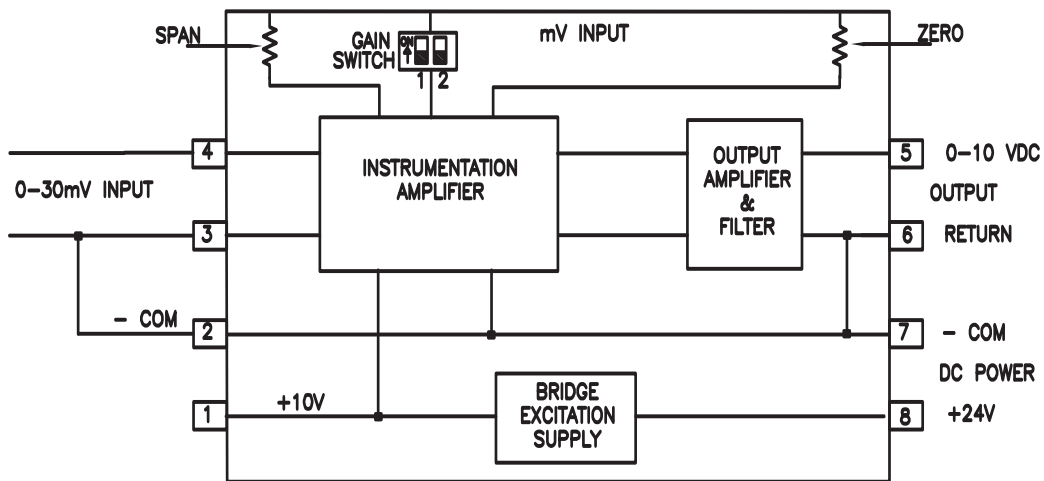 SPAN
GAIN
SWITCH
ON
1 2
mV INPUT
ZERO
4
INSTRUMENTATION
AMPLIFIER
OUTPUT
AMPLIFIER
&
FILTER
5 0-10 VDC
0-30mV INPUT
OUTPUT
3
6 RETURN
- COM 2
7 - COM
DC POWER
1 +10V
BRIDGE
EXCITATION
SUPPLY
8 +24V